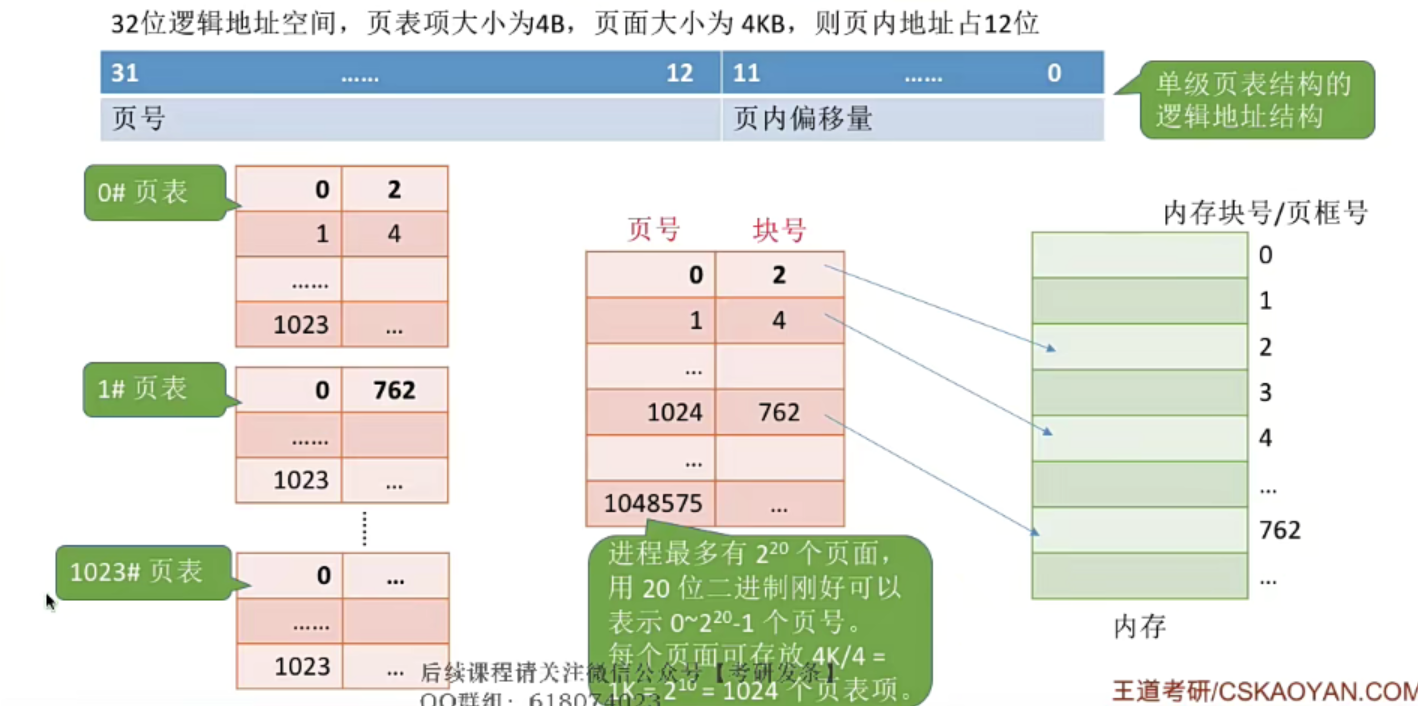 32位逻辑地址空间，页表项大小为4B，页面大小为 4KB，则页内地址占12位
31 …… 12 11 …… 0
页号 页内偏移量
单级页表结构的
逻辑地址结构
0# 页表
0 2
1 4
……
1023 …
1# 页表
0 762
……
1023 …
1023# 页表
0 …
……
1023 …
页号 块号
0 2
1 4
…
1024 762
…
1048575 …
进程最多有 2²⁰ 个页面，
用 20 位二进制刚好可以
表示 0~2²⁰-1 个页号。
每个页面可存放 4K/4 =
1K = 2¹⁰ = 1024 个页表项。
内存块号/页框号
0
1
2
3
4
…
762
…
内存
后续课程请关注微信公众号【考研发条】
QQ群组：618074023
王道考研/CSKAOYAN.COM